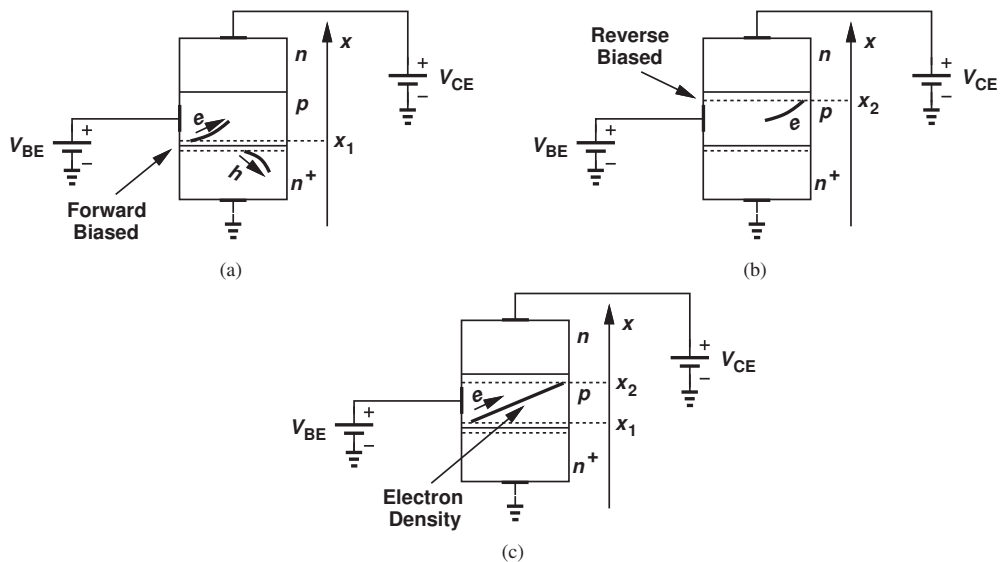 x
n
V_CE
+
−
p
e
V_BE
+
−
x_1
h
n^+
Forward
Biased
(a)
Reverse
Biased
x
n
V_CE
+
−
p
x_2
e
V_BE
+
−
n^+
(b)
x
n
V_CE
+
−
x_2
p
e
V_BE
+
−
x_1
n^+
Electron
Density
(c)